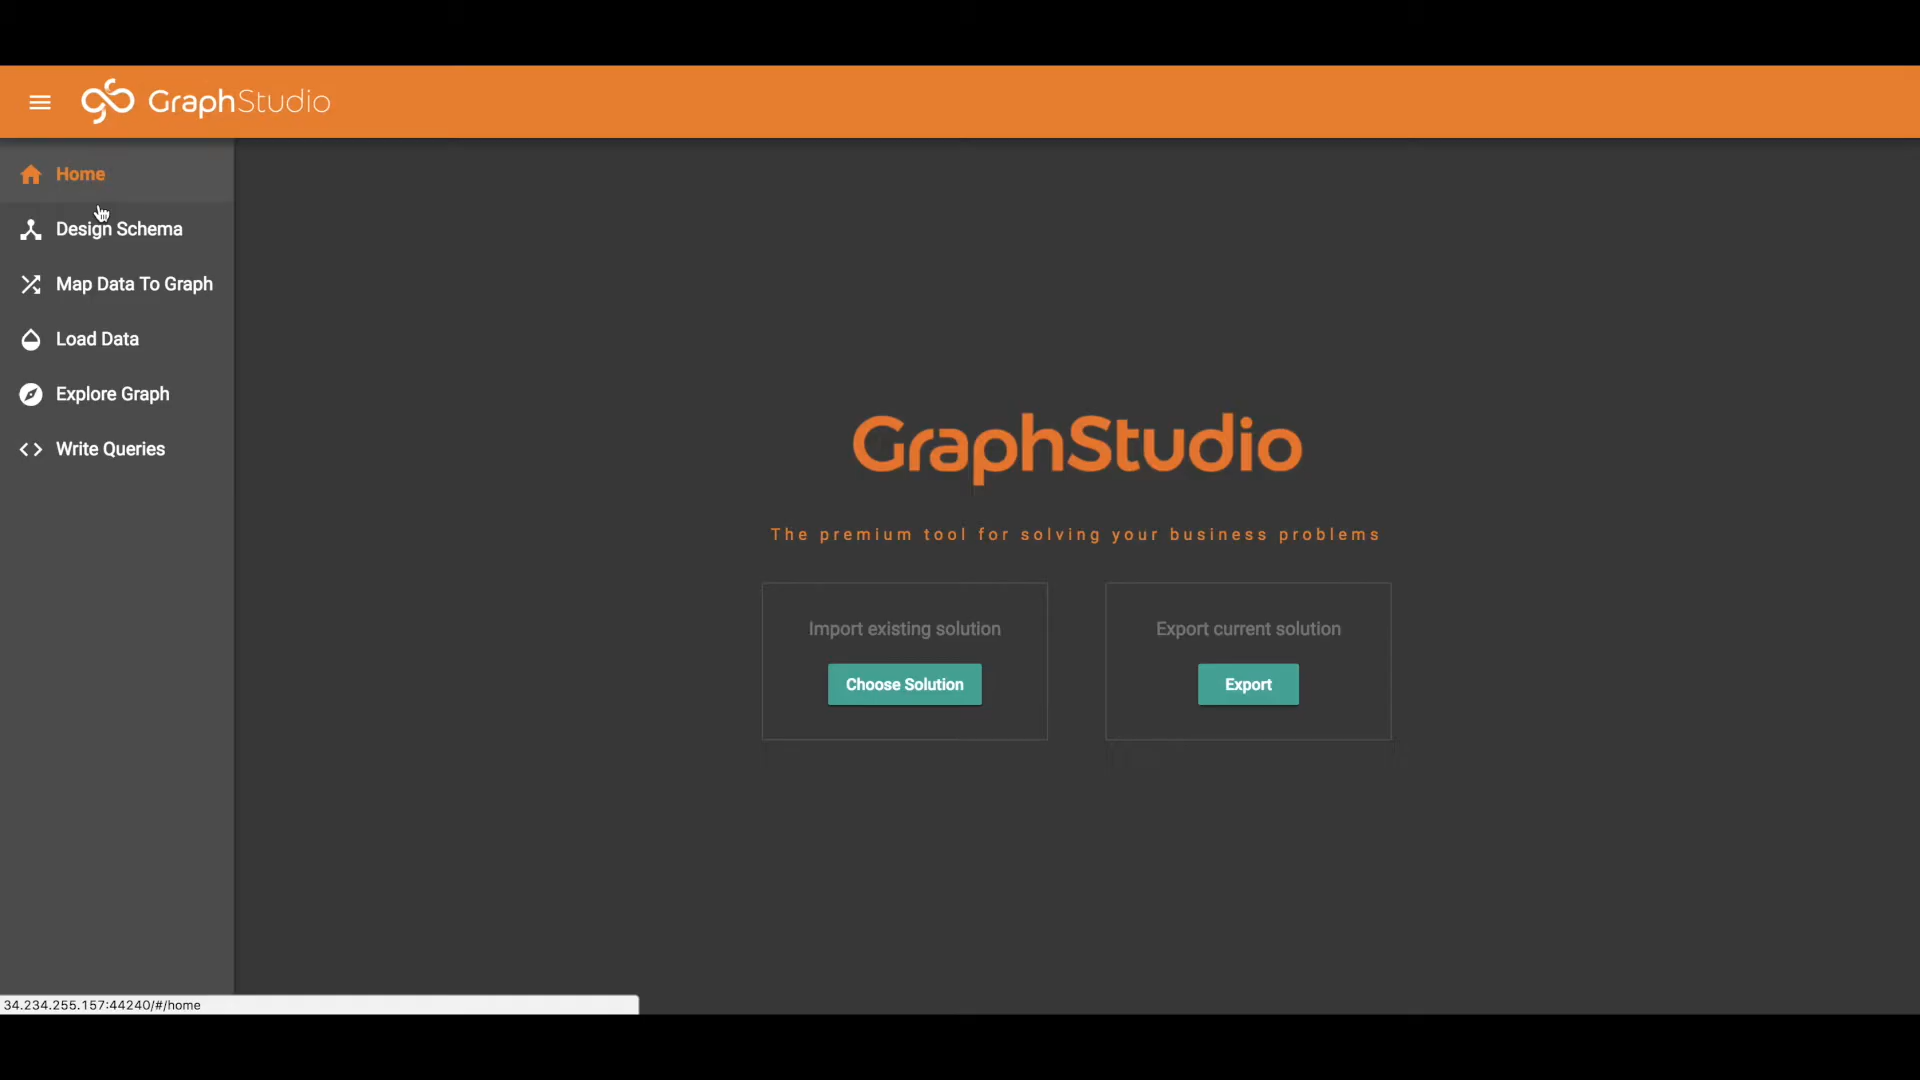 GraphStudio
Home
Design Schema
Map Data To Graph
Load Data
Explore Graph
Write Queries
GraphStudio
The premium tool for solving your business problems
Import existing solution
Choose Solution
Export current solution
Export
34.234.255.157:44240/#/home